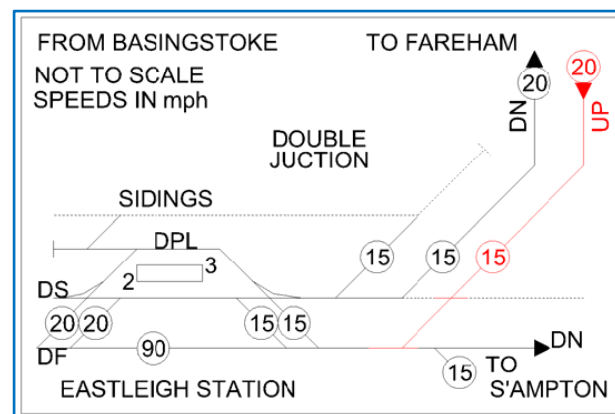 FROM BASINGSTOKE
TO FAREHAM
NOT TO SCALE
SPEEDS IN mph
20
20
DN
UP
DOUBLE
JUCTION
SIDINGS
DPL
15
15
15
2
3
DS
20
20
15
15
DF
90
DN
15
TO
S'AMPTON
EASTLEIGH STATION